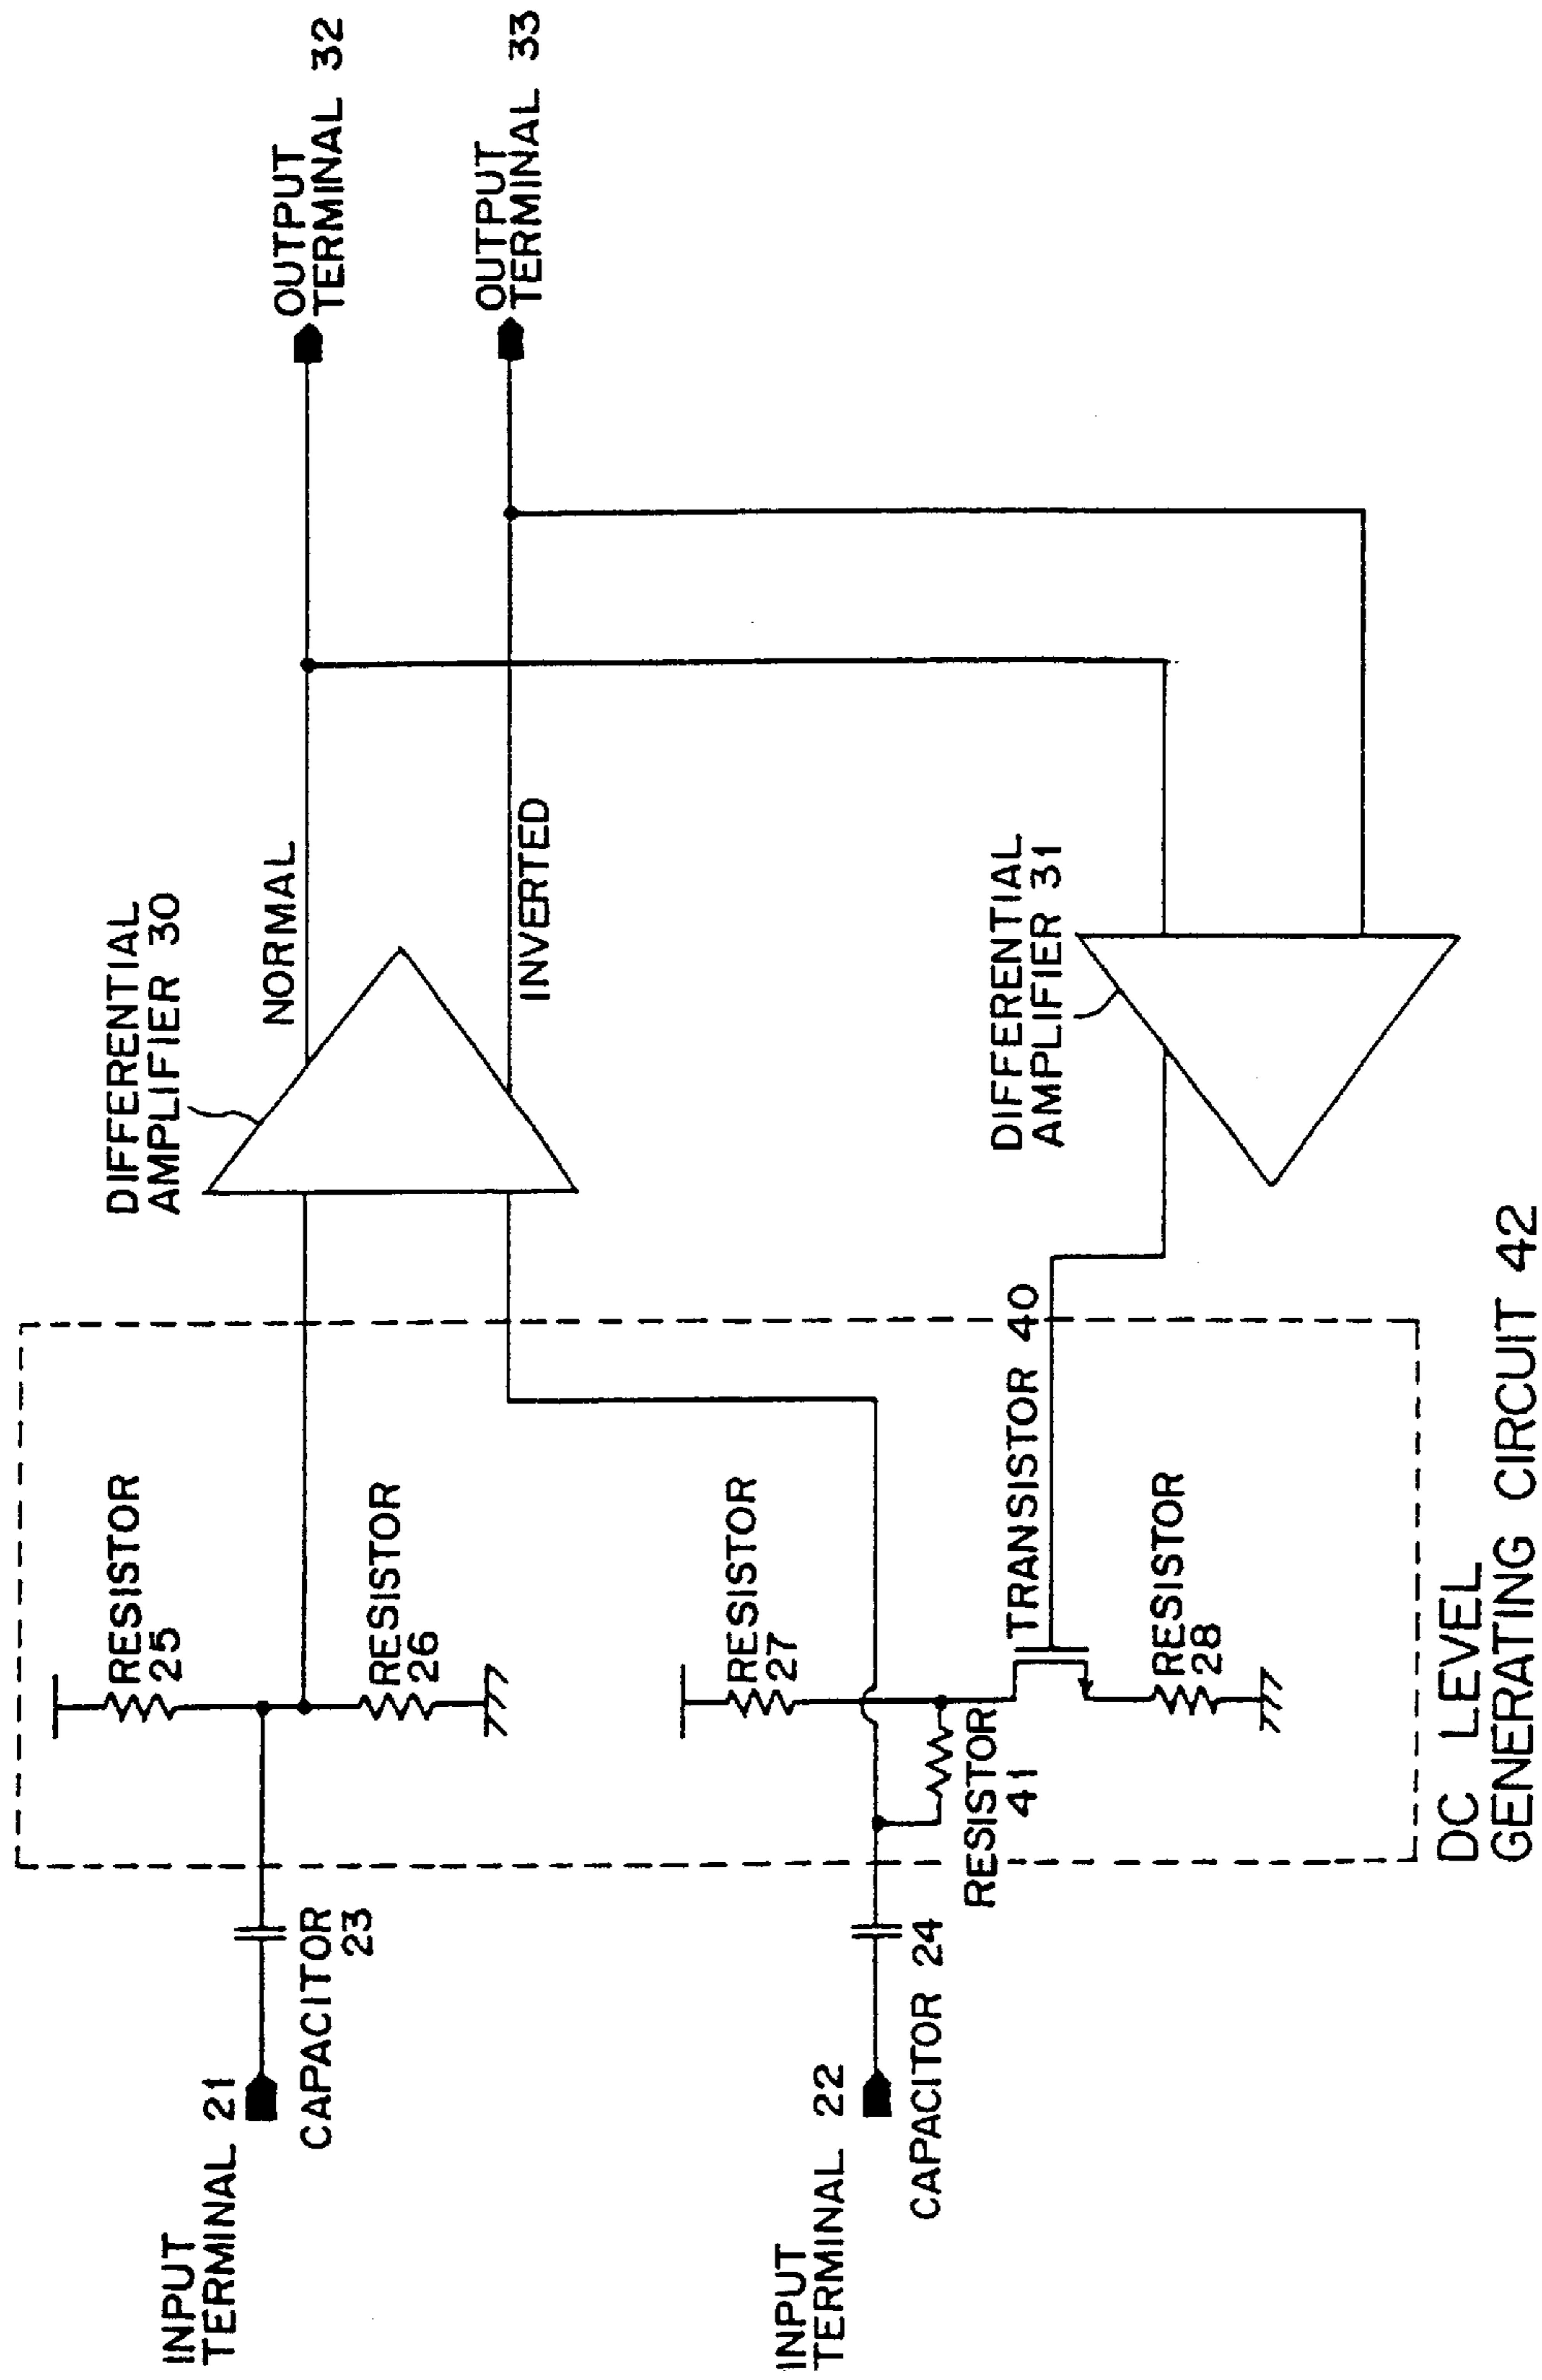 INPUT
TERMINAL 21
CAPACITOR
23
RESISTOR
25
RESISTOR
26
DIFFERENTIAL
AMPLIFIER 30
NORMAL
INVERTED
OUTPUT
TERMINAL 32
OUTPUT
TERMINAL 33
INPUT
TERMINAL 22
CAPACITOR 24
RESISTOR
27
RESISTOR
41
TRANSISTOR 40
RESISTOR
28
DIFFERENTIAL
AMPLIFIER 31
DC LEVEL
GENERATING CIRCUIT 42